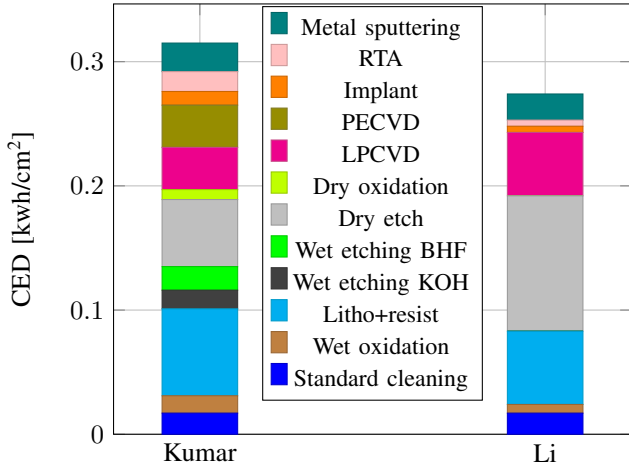 CED [kwh/cm²]
0.3
0.2
0.1
0
Metal sputtering
RTA
Implant
PECVD
LPCVD
Dry oxidation
Dry etch
Wet etching BHF
Wet etching KOH
Litho+resist
Wet oxidation
Standard cleaning
Kumar
Li